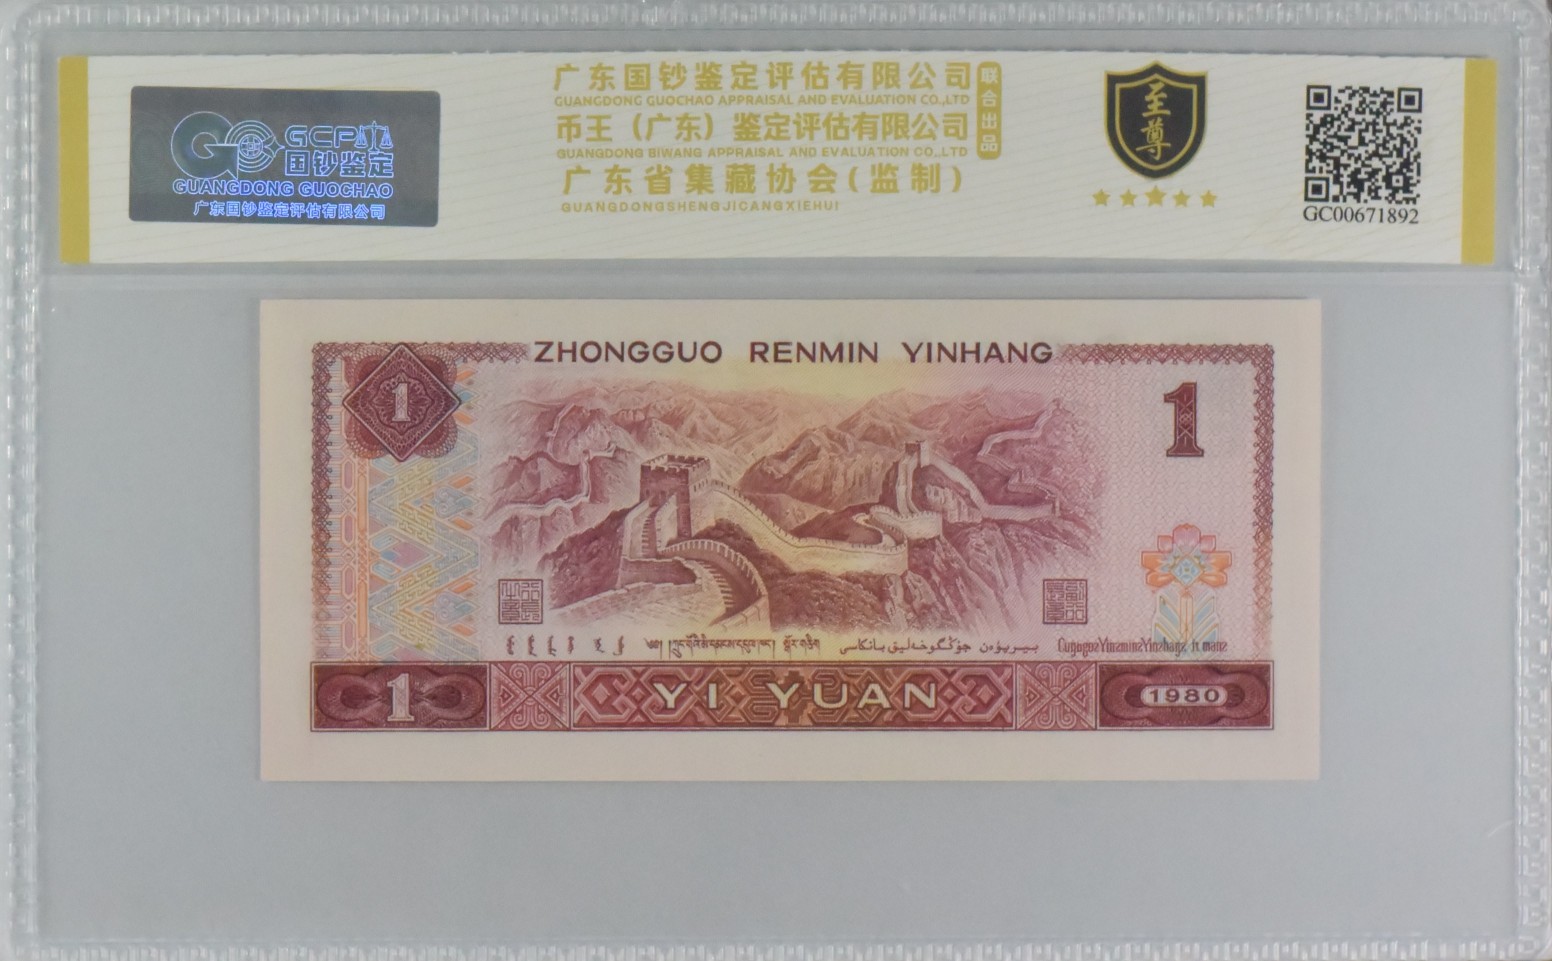 GCP
国钞鉴定
GUANGDONG GUOCHAO
广东国钞鉴定评估有限公司
广东国钞鉴定评估有限公司
GUANGDONG GUOCHAO APPRAISAL AND EVALUATION CO.,LTD
币王（广东）鉴定评估有限公司
GUANGDONG BIWANG APPRAISAL AND EVALUATION CO.,LTD
广东省集藏协会(监制)
GUANGDONGSHENGJICANGXIEHUI
联合出品
至尊
GC00671892
ZHONGGUO RENMIN YINHANG
1
1
1
YI YUAN
1980